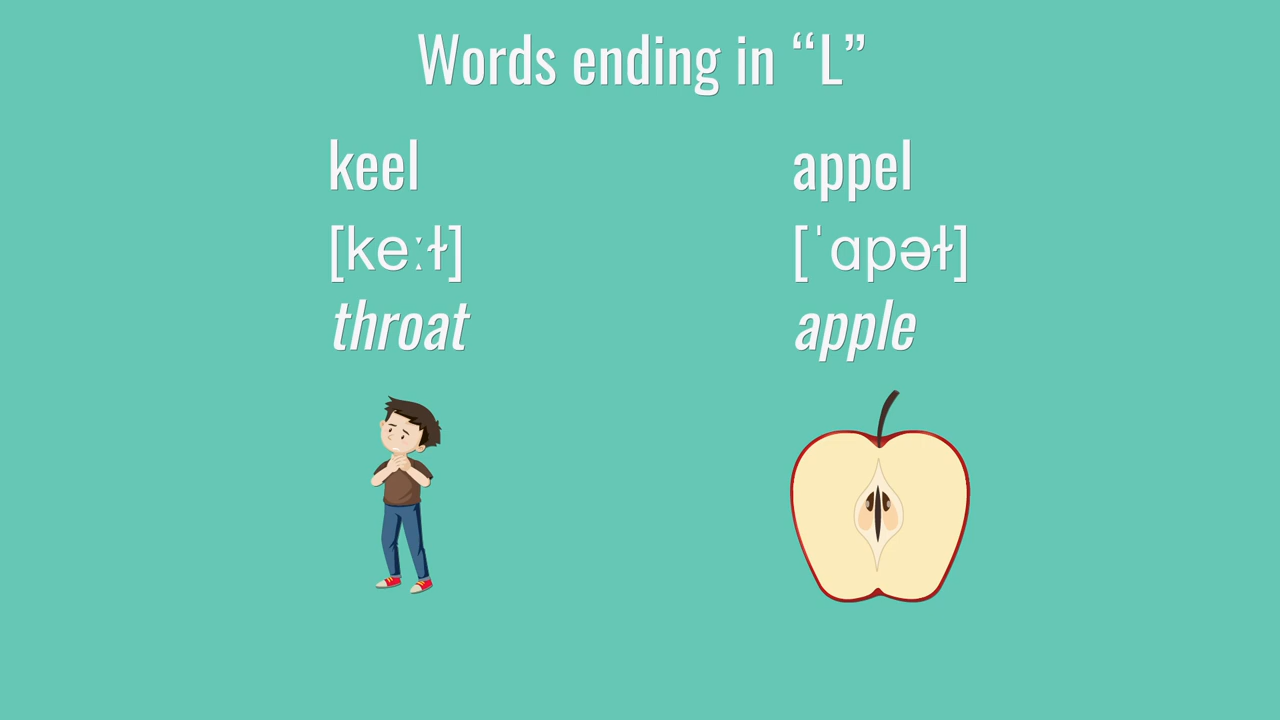 Words ending in “L”
keel
[keːɫ]
throat
appel
[ˈɑpəɫ]
apple